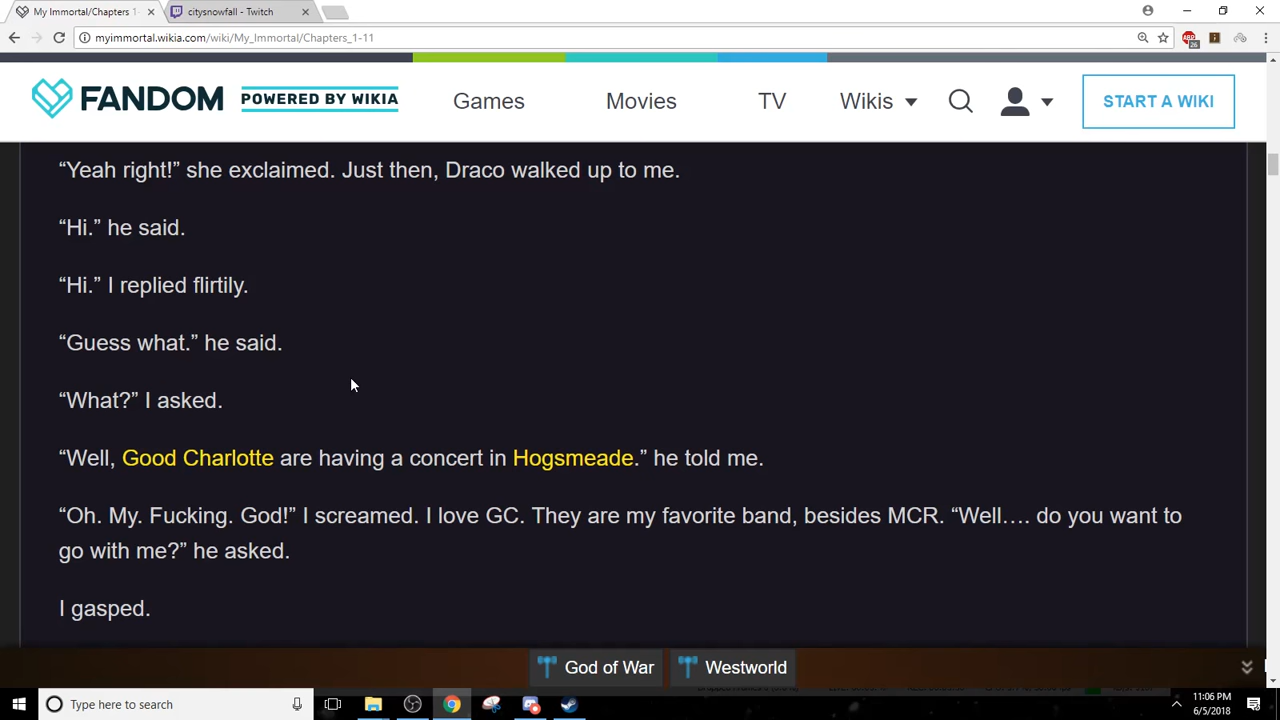 My Immortal/Chapters 1-
citysnowfall - Twitch
myimmortal.wikia.com/wiki/My_Immortal/Chapters_1-11
26
FANDOM POWERED BY WIKIA Games Movies TV Wikis START A WIKI
“Yeah right!” she exclaimed. Just then, Draco walked up to me.
“Hi.” he said.
“Hi.” I replied flirtily.
“Guess what.” he said.
“What?” I asked.
“Well, Good Charlotte are having a concert in Hogsmeade.” he told me.
“Oh. My. Fucking. God!” I screamed. I love GC. They are my favorite band, besides MCR. “Well…. do you want to
go with me?” he asked.
I gasped.
God of War Westworld
Type here to search
11:06 PM
6/5/2018